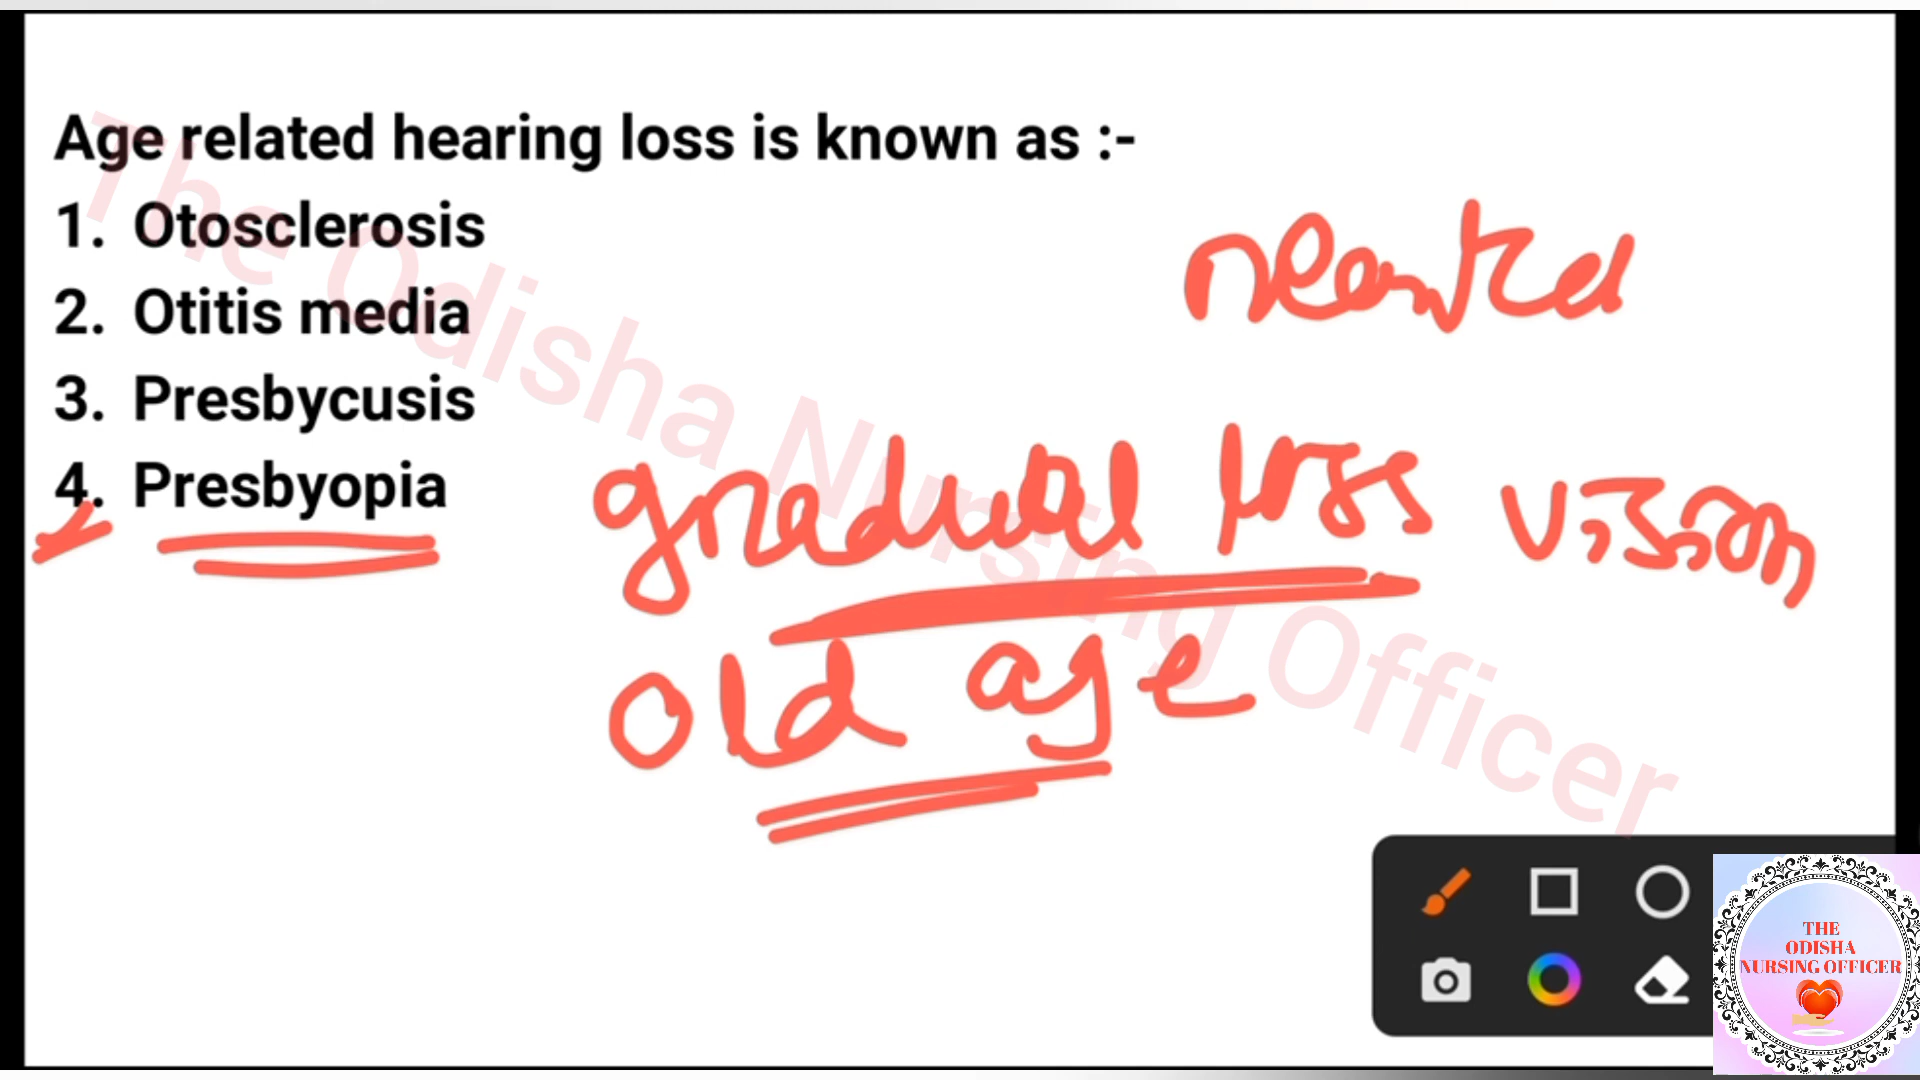 Age related hearing loss is known as :-
1. Otosclerosis
2. Otitis media
3. Presbycusis
4. Presbyopia
gradual loss vision
old age
The Odisha Nursing Officer
THE
ODISHA
NURSING OFFICER